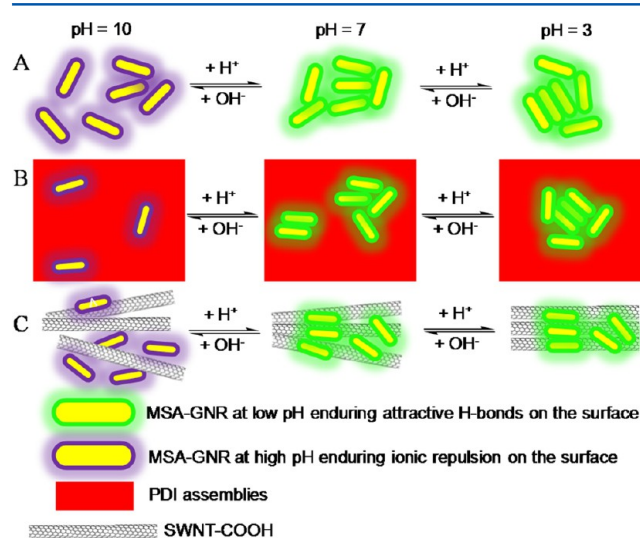 pH = 10 pH = 7 pH = 3
A + H⁺ + H⁺
+ OH⁻ + OH⁻
B + H⁺ + H⁺
+ OH⁻ + OH⁻
C + H⁺ + H⁺
+ OH⁻ + OH⁻
MSA-GNR at low pH enduring attractive H-bonds on the surface
MSA-GNR at high pH enduring ionic repulsion on the surface
PDI assemblies
SWNT-COOH